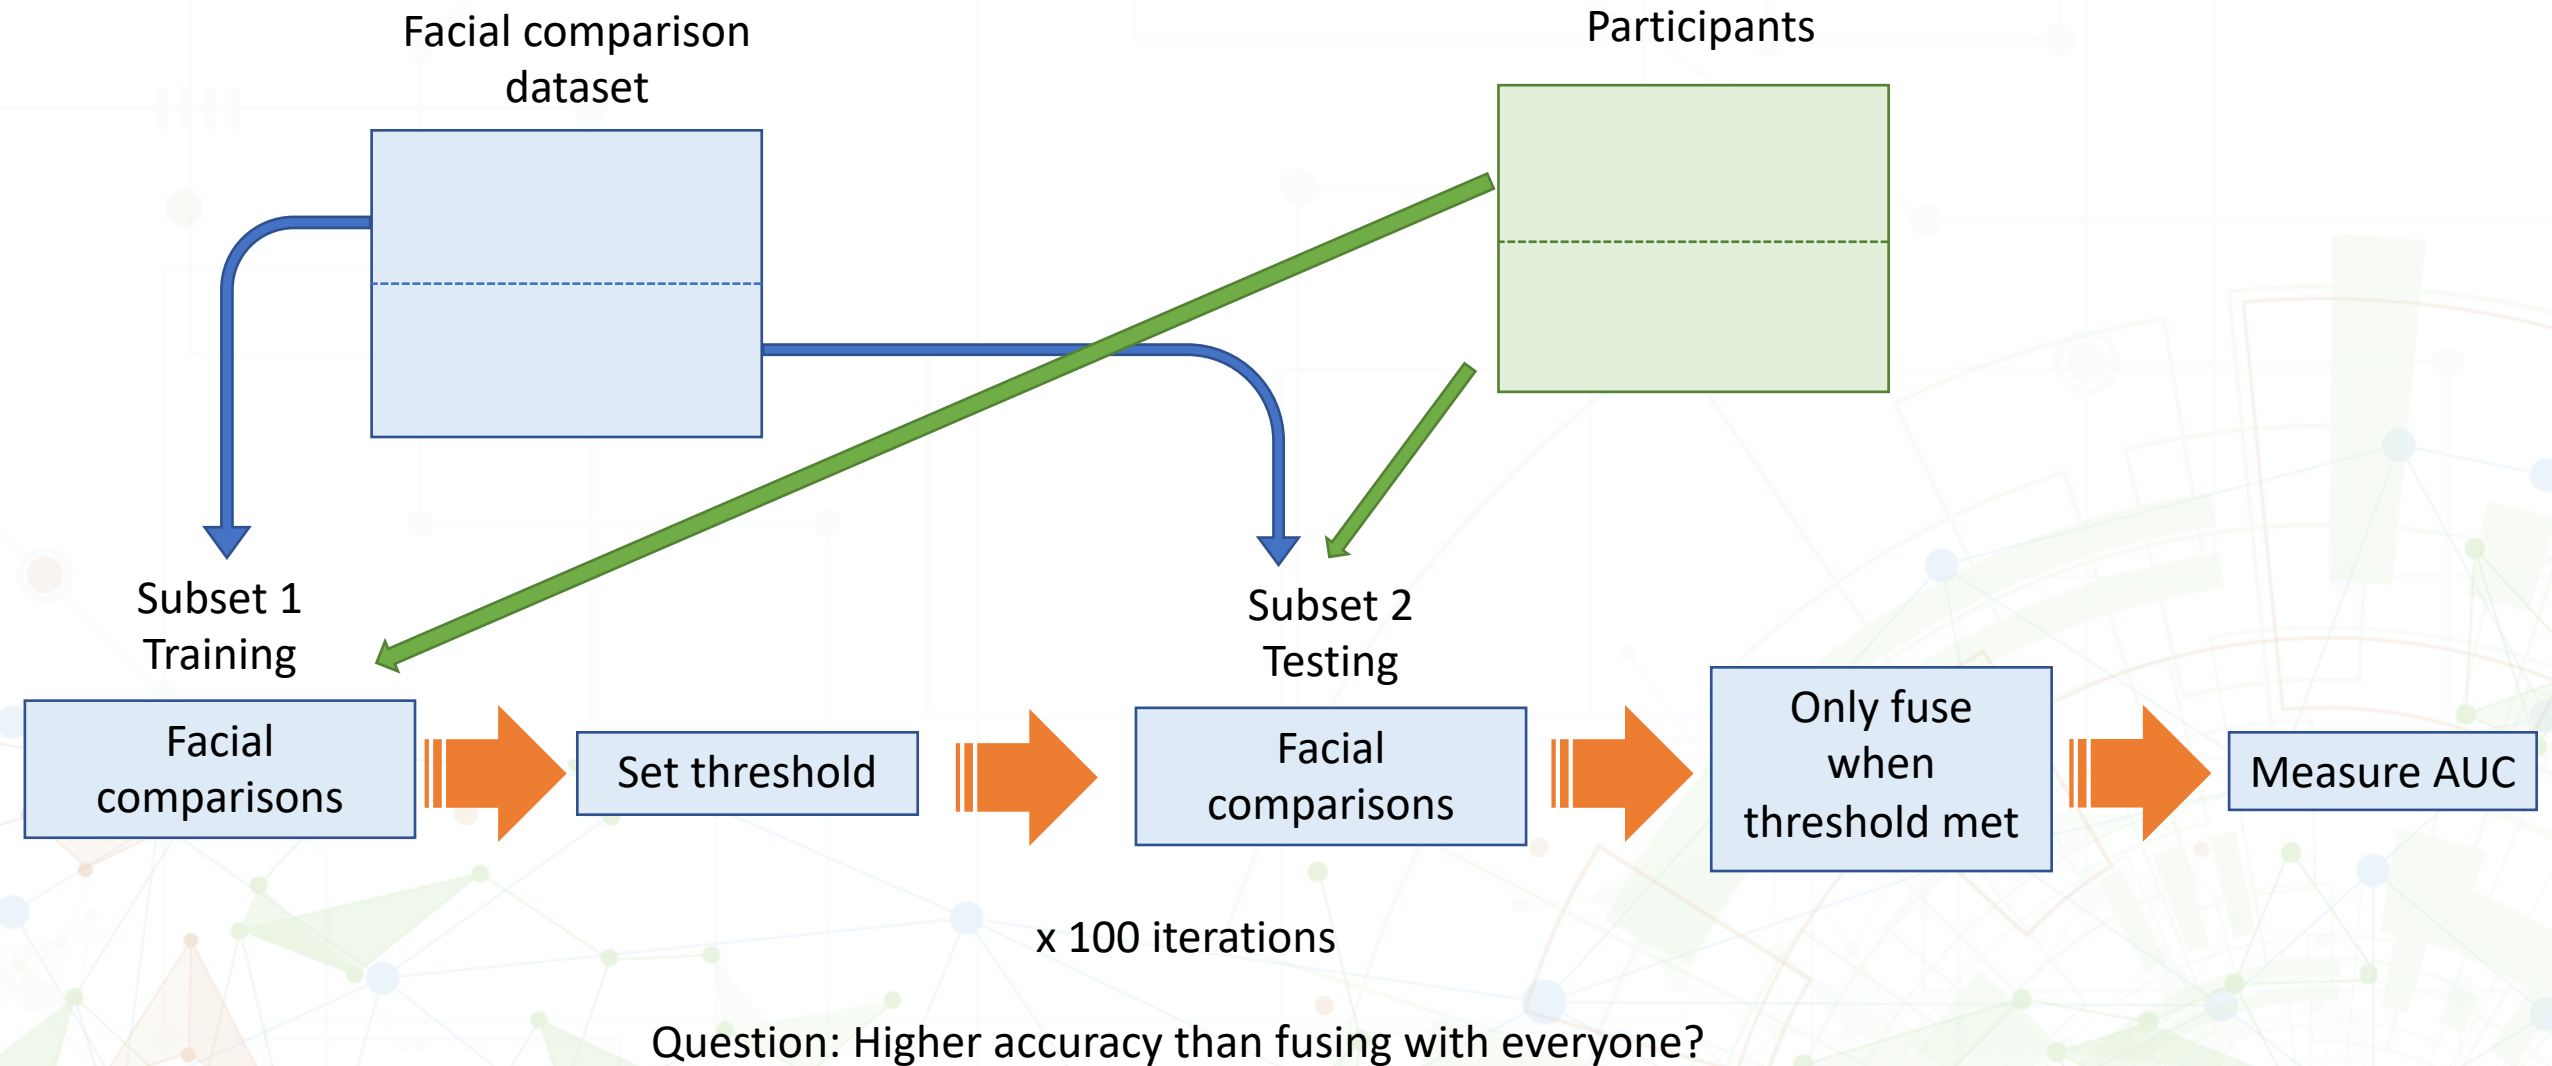 Facial comparison
dataset
Participants
Subset 1
Training
Subset 2
Testing
Facial
comparisons
Set threshold
Facial
comparisons
Only fuse
when
threshold met
Measure AUC
x 100 iterations
Question: Higher accuracy than fusing with everyone?